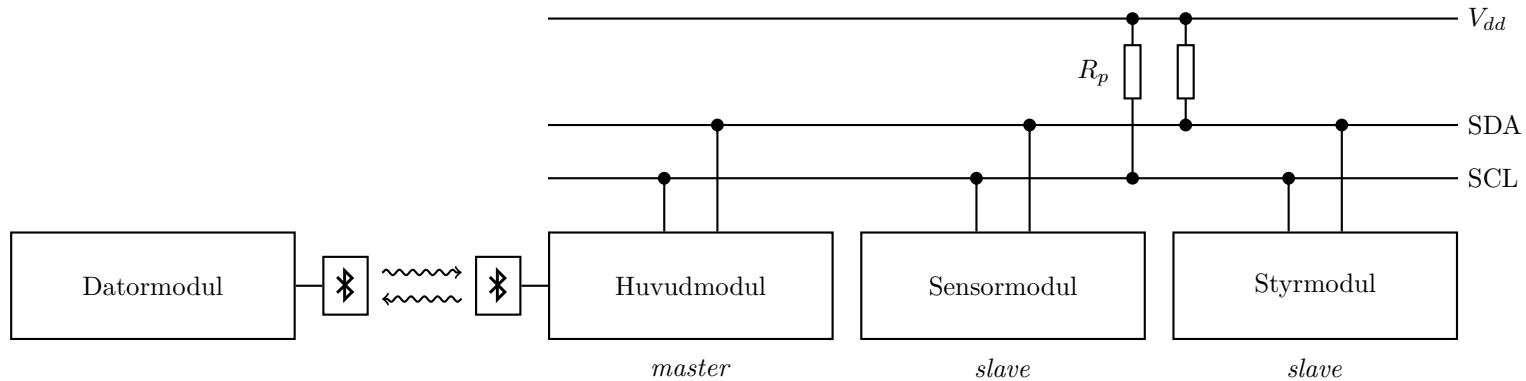 V_dd
R_p
SDA
SCL
Datormodul
Huvudmodul
Sensormodul
Styrmodul
master
slave
slave